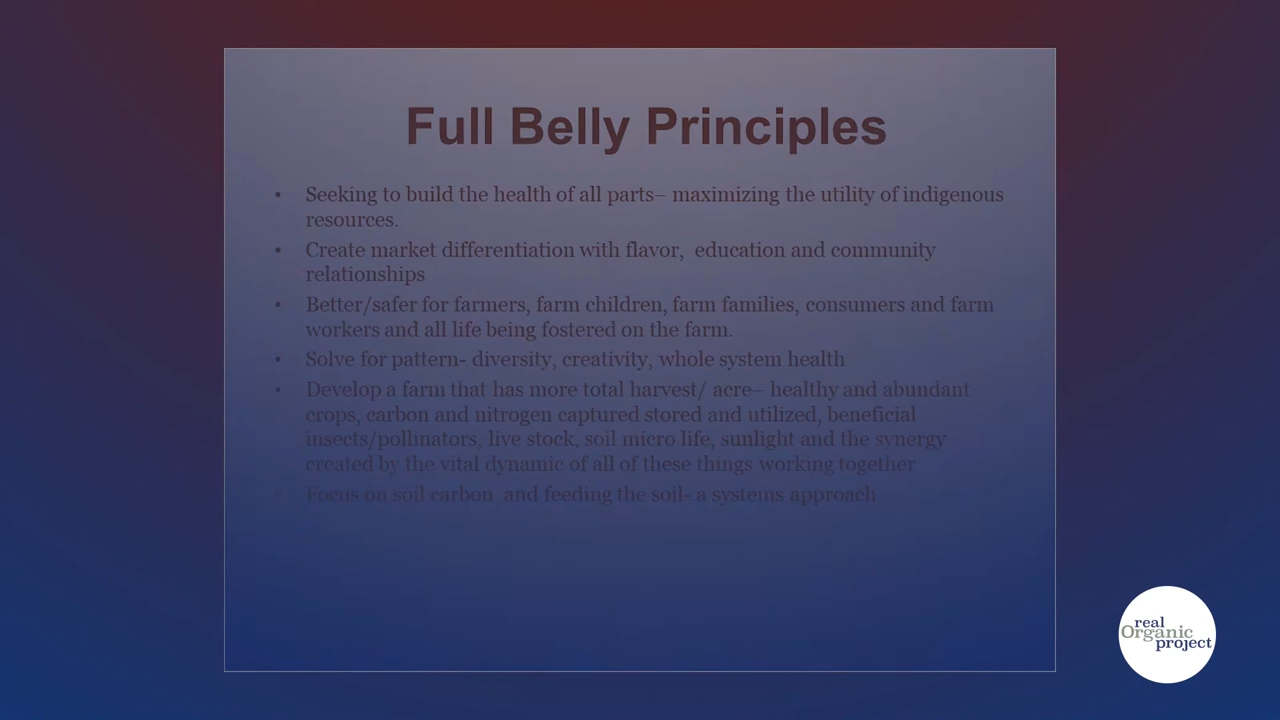 Full Belly Principles
• Seeking to build the health of all parts– maximizing the utility of indigenous
resources.
• Create market differentiation with flavor,  education and community
relationships
• Better/safer for farmers, farm children, farm families, consumers and farm
workers and all life being fostered on the farm.
• Solve for pattern- diversity, creativity, whole system health
• Develop a farm that has more total harvest/ acre– healthy and abundant
crops, carbon and nitrogen captured stored and utilized, beneficial
insects/pollinators, live stock, soil micro life, sunlight and the synergy
created by the vital dynamic of all of these things working together
• Focus on soil carbon  and feeding the soil- a systems approach
real
Organic
project